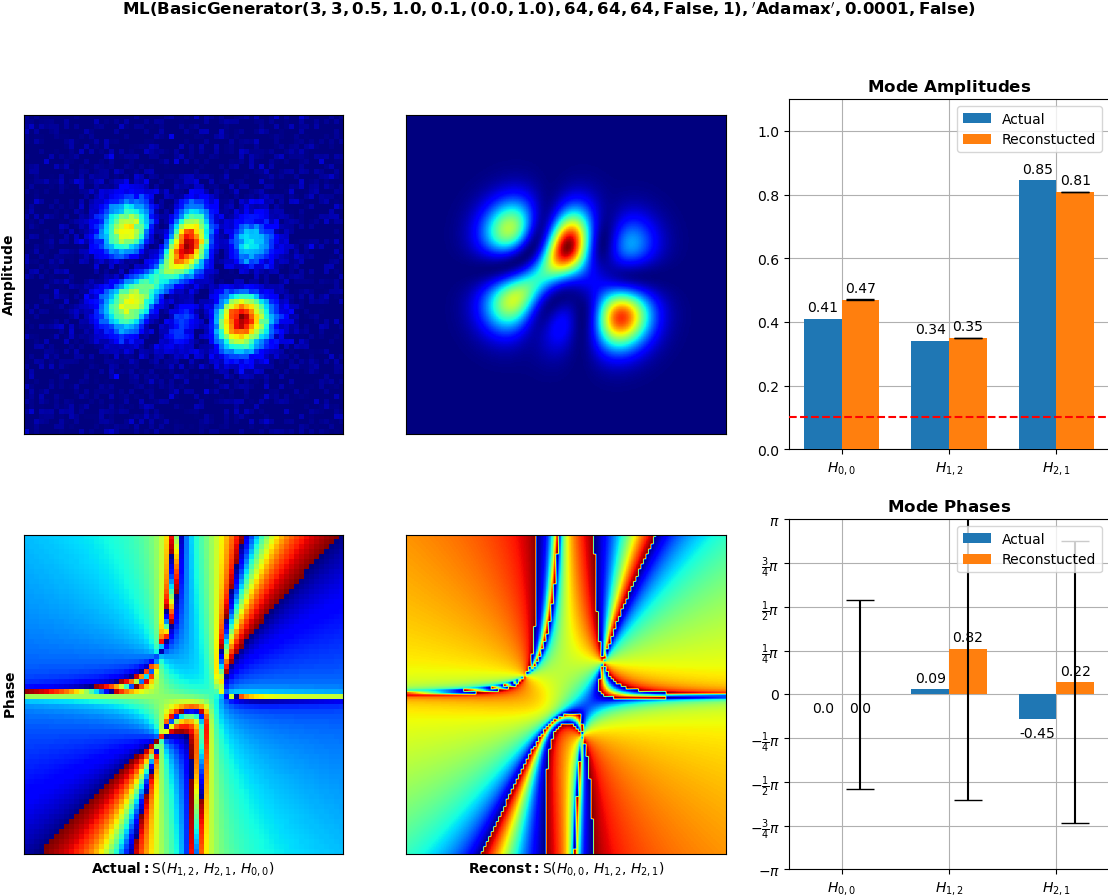 ML(BasicGenerator(3, 3, 0.5, 1.0, 0.1, (0.0, 1.0), 64, 64, 64, False, 1), ′Adamax′, 0.0001, False)
Mode Amplitudes
Actual
Reconstucted
1.0
0.8
0.6
0.4
0.2
0.0
0.41
0.47
0.34
0.35
0.85
0.81
H₀,₀
H₁,₂
H₂,₁
Amplitude
Mode Phases
Actual
Reconstucted
π
3/4π
1/2π
1/4π
0
−1/4π
−1/2π
−3/4π
−π
0.0
0.0
0.09
0.82
-0.45
0.22
H₀,₀
H₁,₂
H₂,₁
Phase
Actual: S(H₁,₂, H₂,₁, H₀,₀)
Reconst: S(H₀,₀, H₁,₂, H₂,₁)